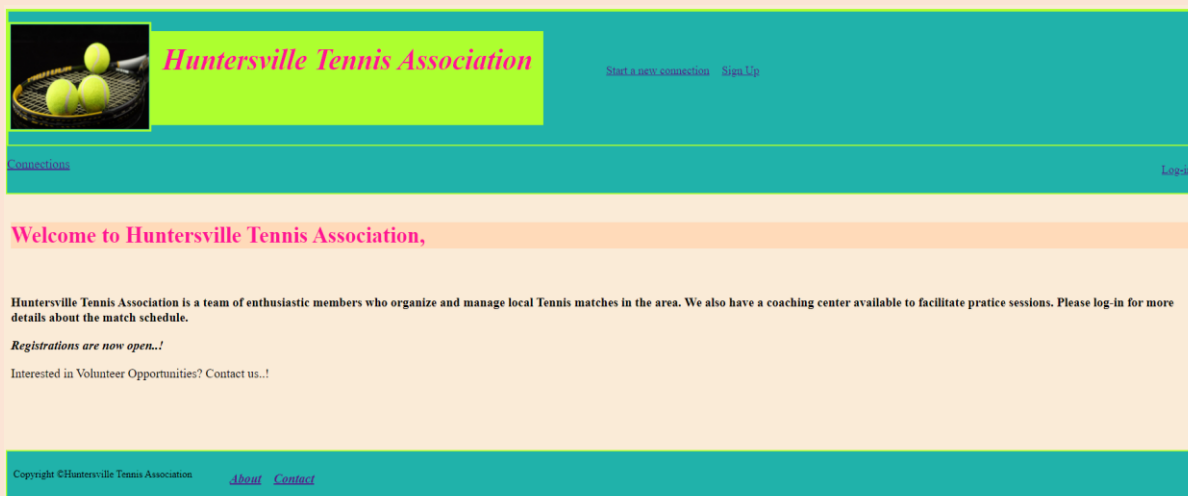 Huntersville Tennis Association
Start a new connection Sign Up
Connections
Welcome to Huntersville Tennis Association,
Huntersville Tennis Association is a team of enthusiastic members who organize and manage local Tennis matches in the area. We also have a coaching center available to facilitate pratice sessions. Please log-in for more
details about the match schedule.
Registrations are now open..!
Interested in Volunteer Opportunities? Contact us..!
Copyright ©Huntersville Tennis Association About Contact